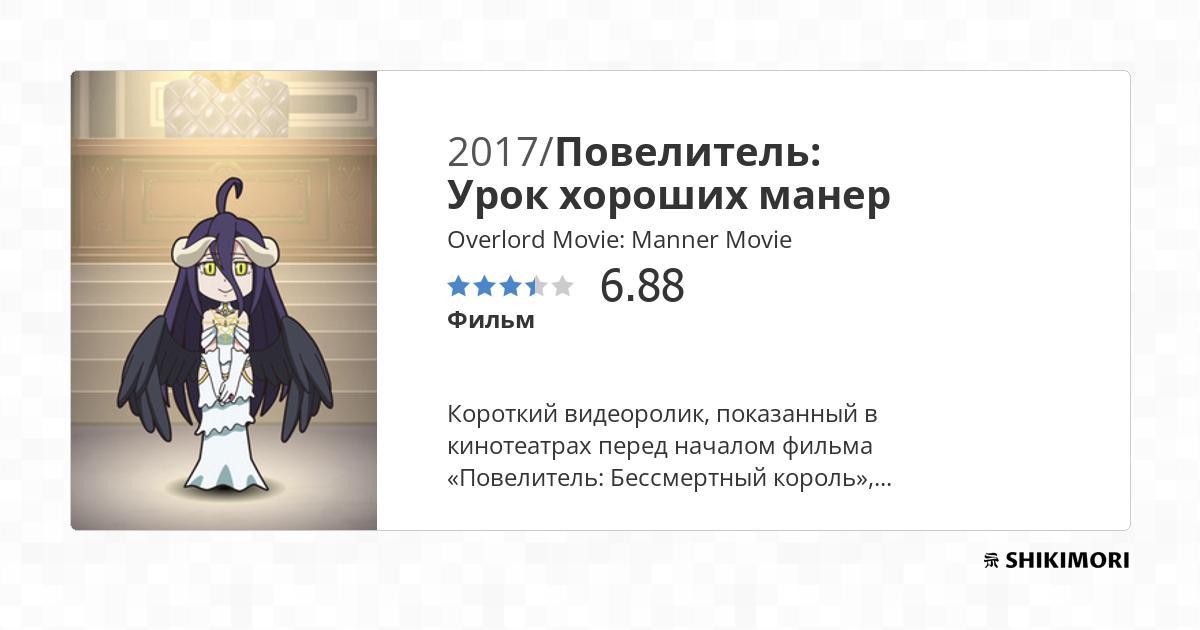 2017/Повелитель:
Урок хороших манер
Overlord Movie: Manner Movie
6.88
Фильм
Короткий видеоролик, показанный в
кинотеатрах перед началом фильма
«Повелитель: Бессмертный король»,...
SHIKIMORI